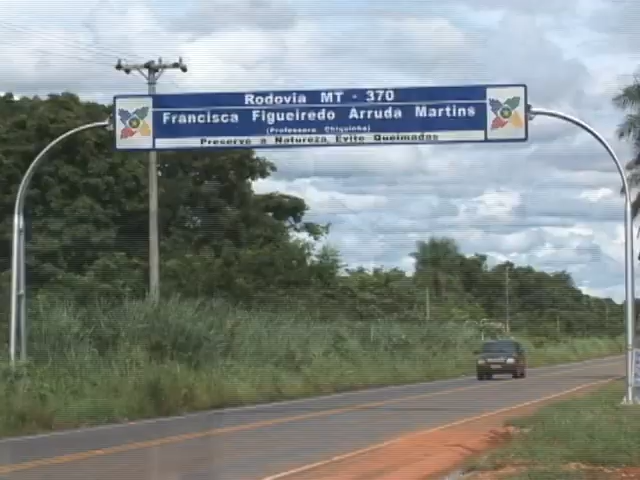 Rodovia MT - 370
Francisca Figueiredo Arruda Martins
(Professora Chiquinha)
Preserve a Natureza, Evite Queimadas